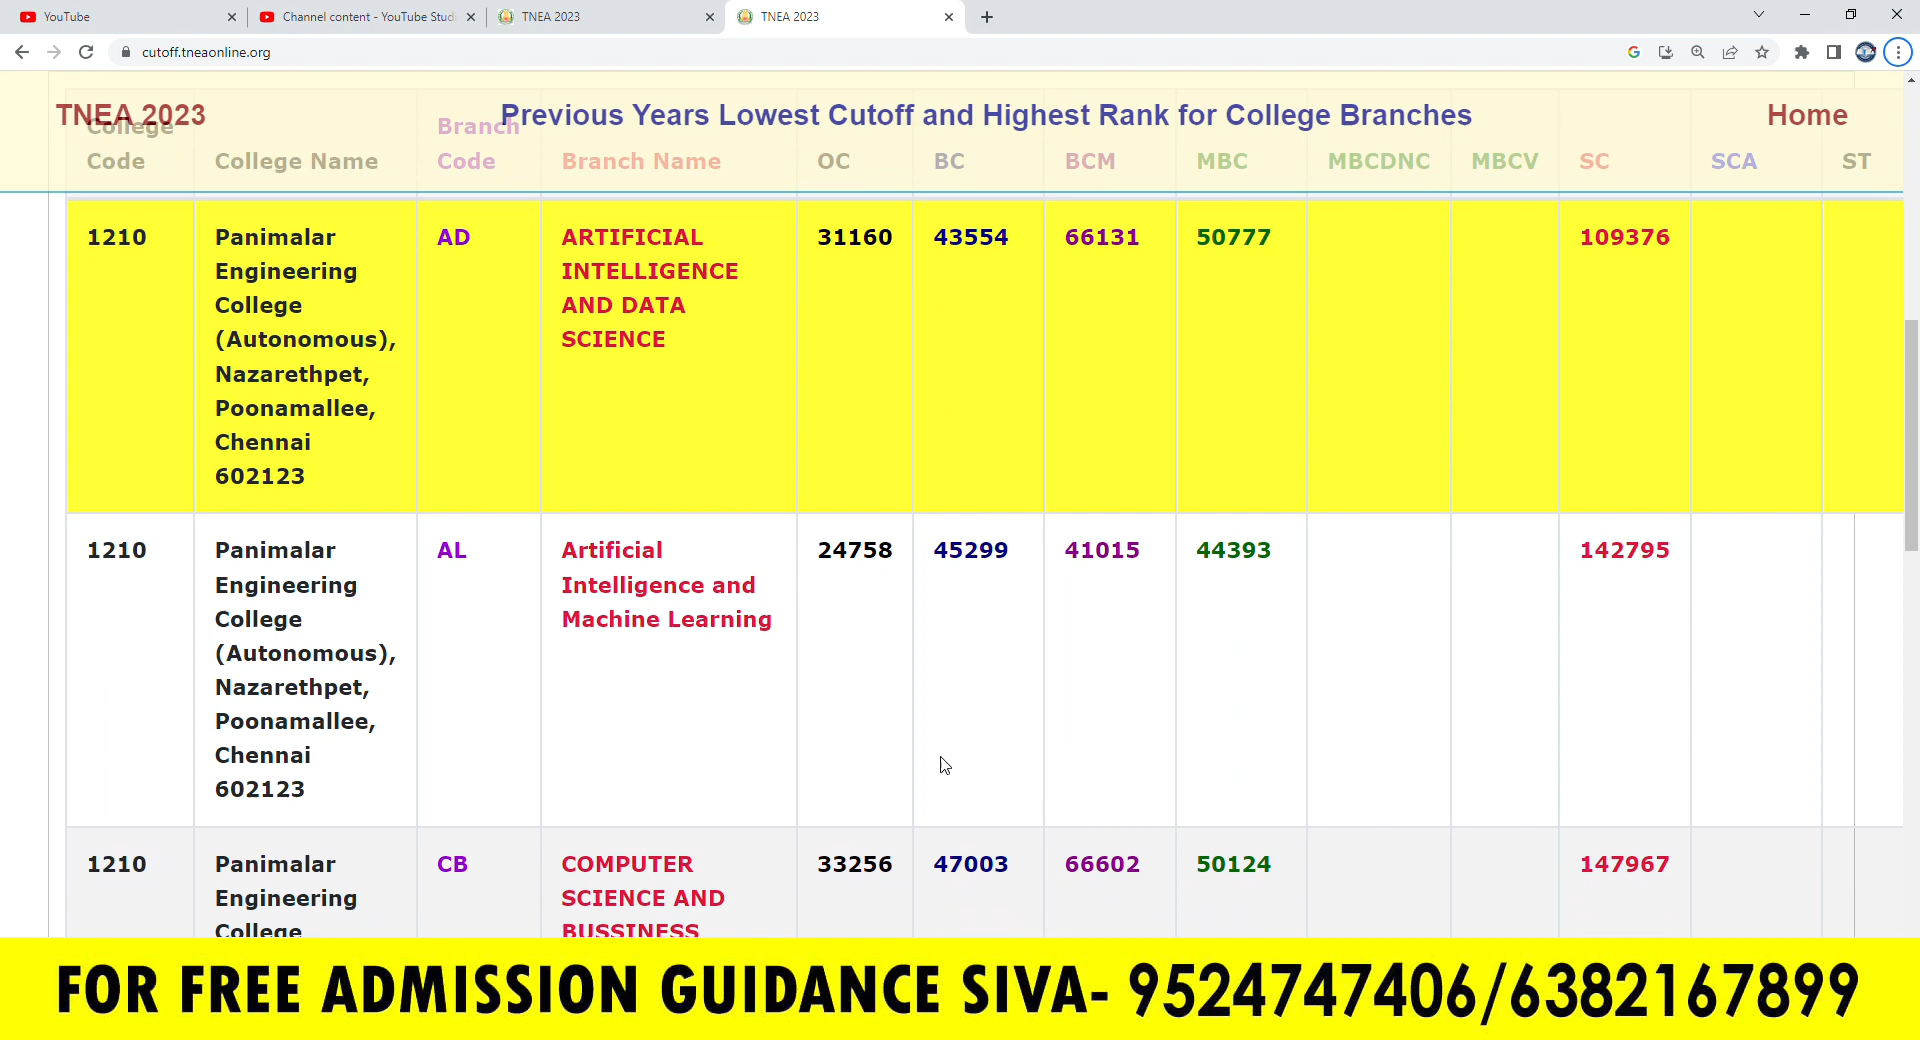 YouTube
Channel content - YouTube Studi
TNEA 2023
TNEA 2023
cutoff.tneaonline.org
TNEA 2023 Previous Years Lowest Cutoff and Highest Rank for College Branches Home
College Code College Name Branch Code Branch Name OC BC BCM MBC MBCDNC MBCV SC SCA ST
1210 Panimalar AD ARTIFICIAL 31160 43554 66131 50777 109376
Engineering INTELLIGENCE
College AND DATA
(Autonomous), SCIENCE
Nazarethpet,
Poonamallee,
Chennai
602123
1210 Panimalar AL Artificial 24758 45299 41015 44393 142795
Engineering Intelligence and
College Machine Learning
(Autonomous),
Nazarethpet,
Poonamallee,
Chennai
602123
1210 Panimalar CB COMPUTER 33256 47003 66602 50124 147967
Engineering SCIENCE AND
College BUSSINESS
FOR FREE ADMISSION GUIDANCE SIVA- 9524747406/6382167899